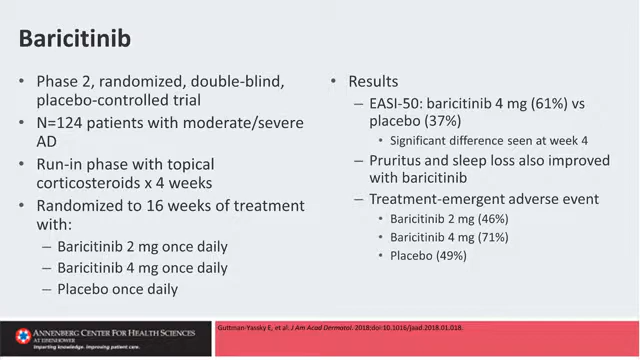 Baricitinib
• Phase 2, randomized, double-blind,
placebo-controlled trial
• N=124 patients with moderate/severe
AD
• Run-in phase with topical
corticosteroids x 4 weeks
• Randomized to 16 weeks of treatment
with:
– Baricitinib 2 mg once daily
– Baricitinib 4 mg once daily
– Placebo once daily
• Results
– EASI-50: baricitinib 4 mg (61%) vs
placebo (37%)
• Significant difference seen at week 4
– Pruritus and sleep loss also improved
with baricitinib
– Treatment-emergent adverse event
• Baricitinib 2 mg (46%)
• Baricitinib 4 mg (71%)
• Placebo (49%)
ANNENBERG CENTER FOR HEALTH SCIENCES
AT EISENHOWER
Imparting knowledge. Improving patient care.
Guttman-Yassky E, et al. J Am Acad Dermatol. 2018;doi:10.1016/jaad.2018.01.018.